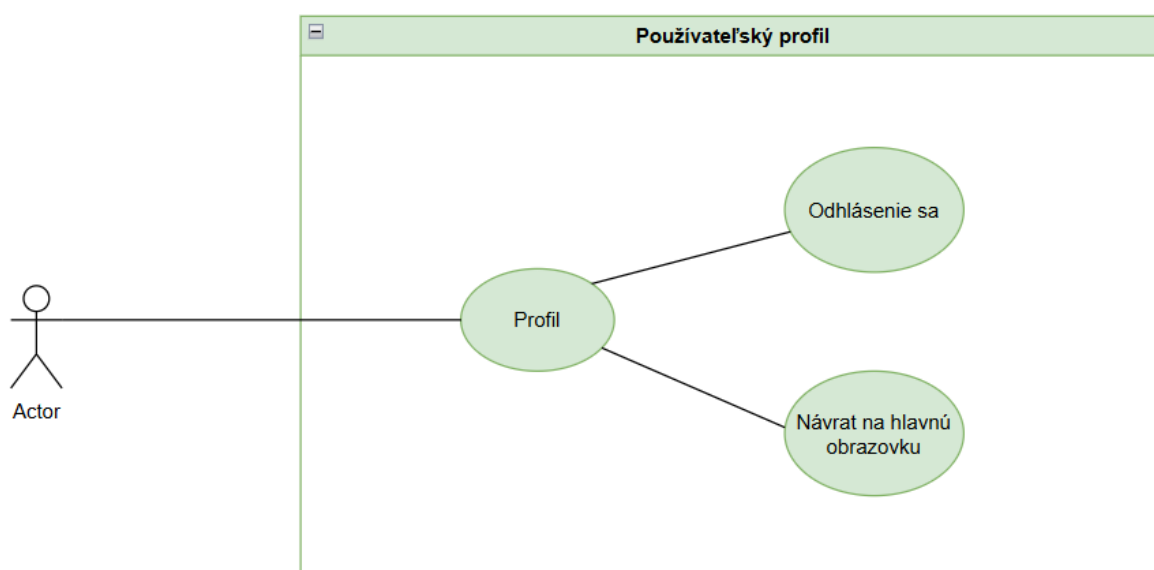 Používateľský profil
Odhlásenie sa
Profil
Actor
Návrat na hlavnú
obrazovku